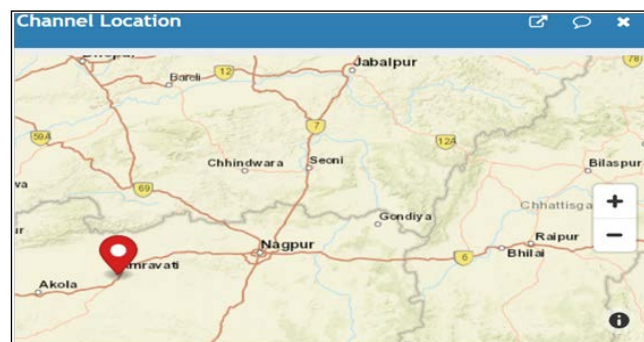 Channel Location
Jabalpur
78
Bareli
12
7
59A
12A
Chhindwara
Seoni
Bilaspur
69
Chhattisga
+
Gondiya
Nagpur
Raipur
−
6
Bhilai
mravati
Akola